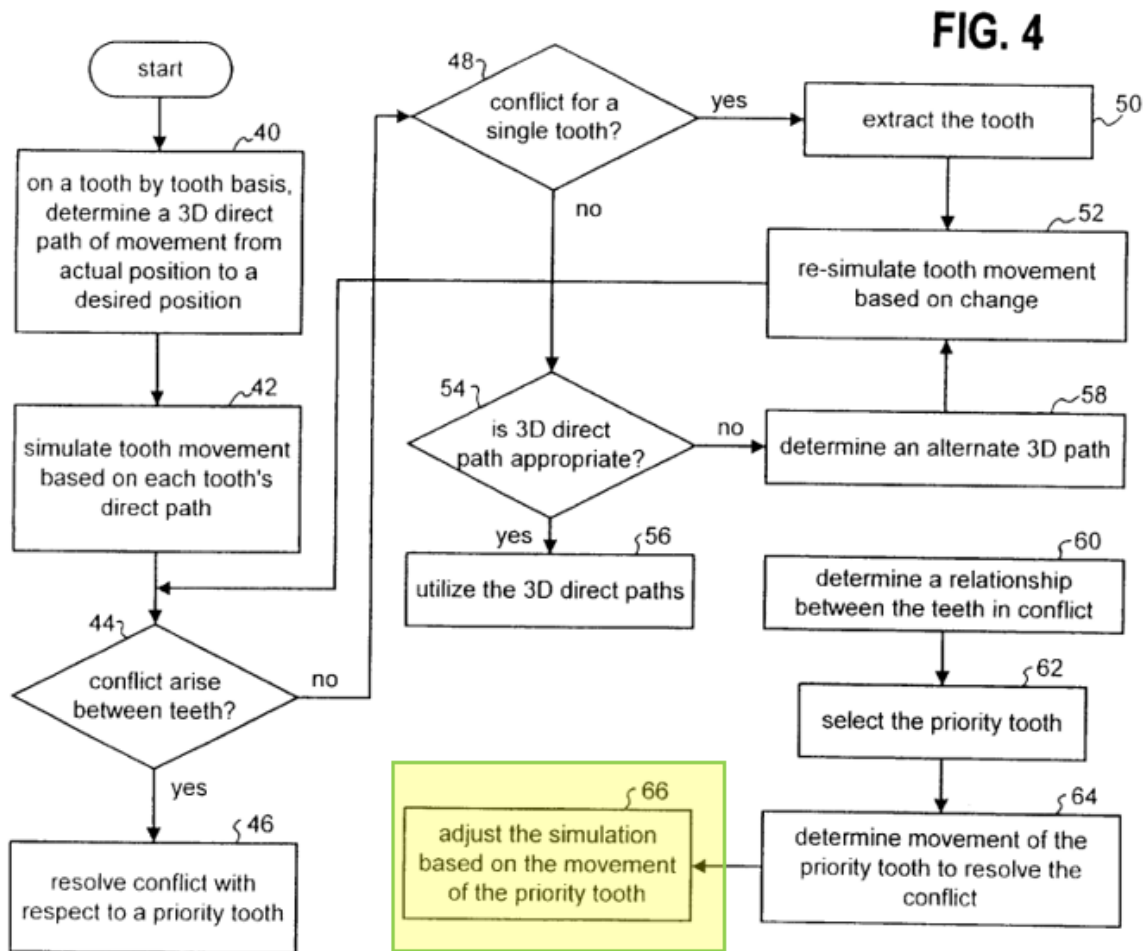 FIG. 4
start
40
on a tooth by tooth basis,
determine a 3D direct
path of movement from
actual position to a
desired position
42
simulate tooth movement
based on each tooth's
direct path
44
conflict arise
between teeth?
no
yes
46
resolve conflict with
respect to a priority tooth
48
conflict for a
single tooth?
yes
no
50
extract the tooth
52
re-simulate tooth movement
based on change
54
is 3D direct
path appropriate?
no
yes
56
utilize the 3D direct paths
58
determine an alternate 3D path
60
determine a relationship
between the teeth in conflict
62
select the priority tooth
64
determine movement of the
priority tooth to resolve the
conflict
66
adjust the simulation
based on the movement
of the priority tooth